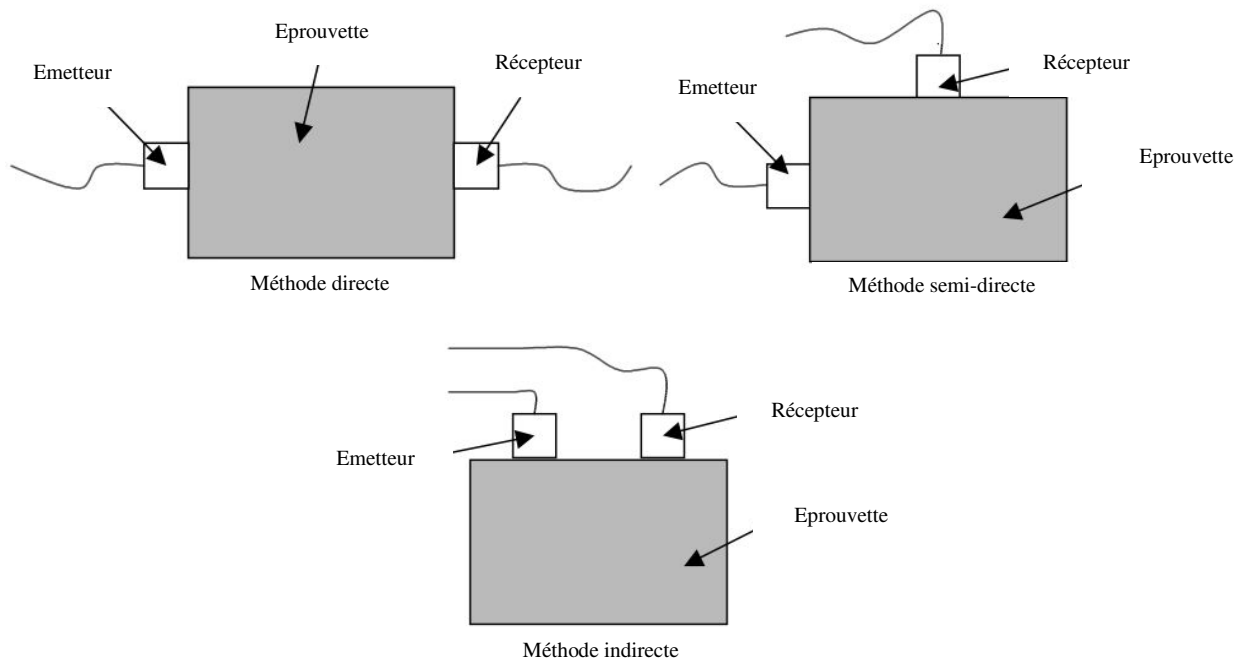 Eprouvette
Emetteur
Récepteur
Méthode directe
Récepteur
Emetteur
Eprouvette
Méthode semi-directe
Récepteur
Emetteur
Eprouvette
Méthode indirecte